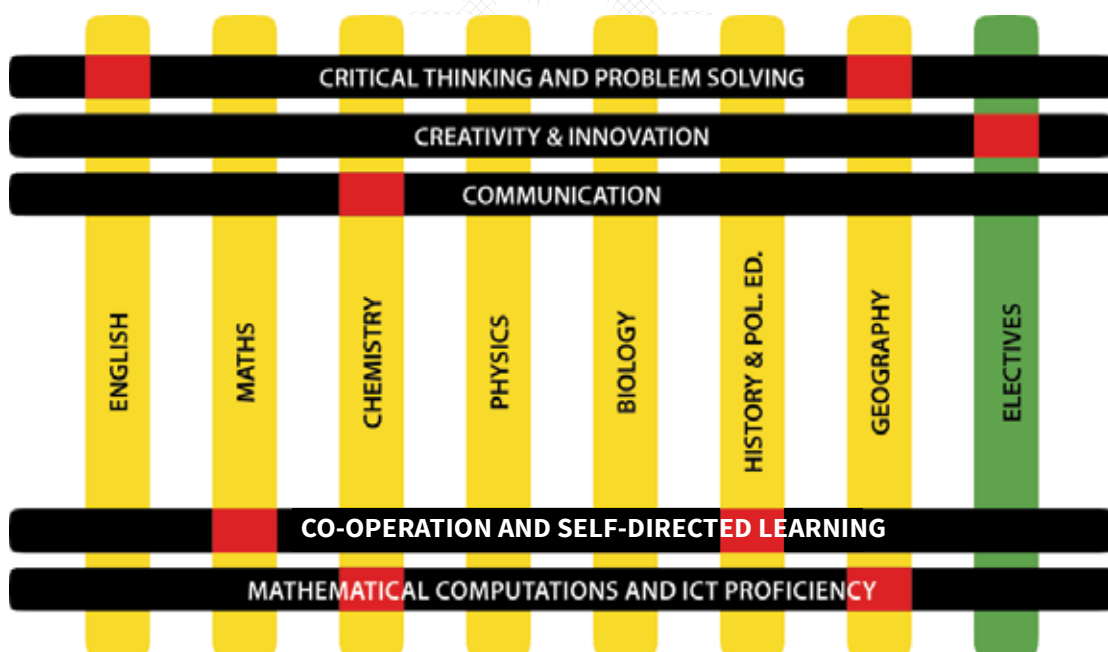 CRITICAL THINKING AND PROBLEM SOLVING
CREATIVITY & INNOVATION
COMMUNICATION
ENGLISH
MATHS
CHEMISTRY
PHYSICS
BIOLOGY
HISTORY & POL. ED.
GEOGRAPHY
ELECTIVES
CO-OPERATION AND SELF-DIRECTED LEARNING
MATHEMATICAL COMPUTATIONS AND ICT PROFICIENCY